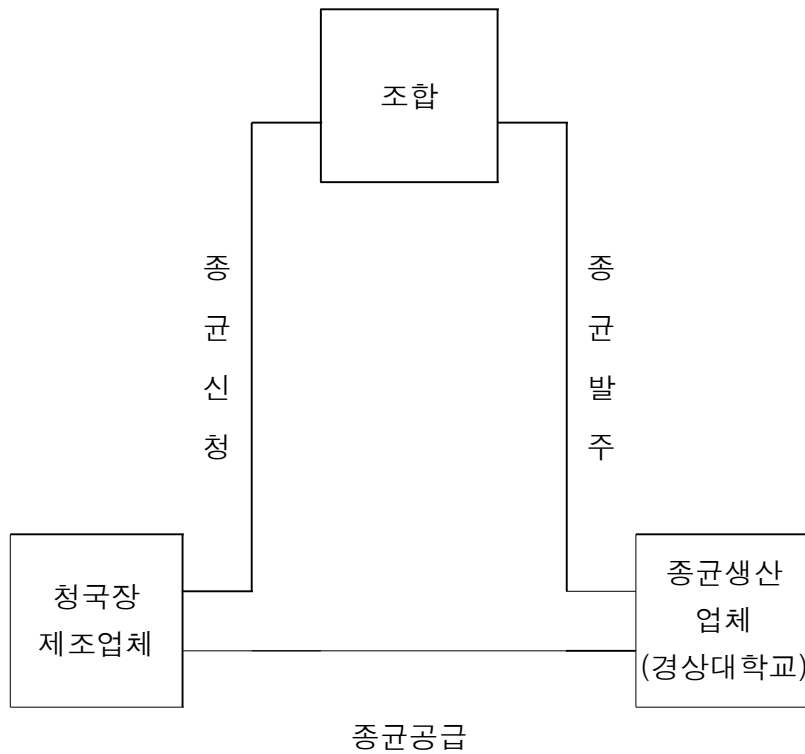 조합
종균신청
종균발주
청국장
제조업체
종균생산
업체
(경상대학교)
종균공급